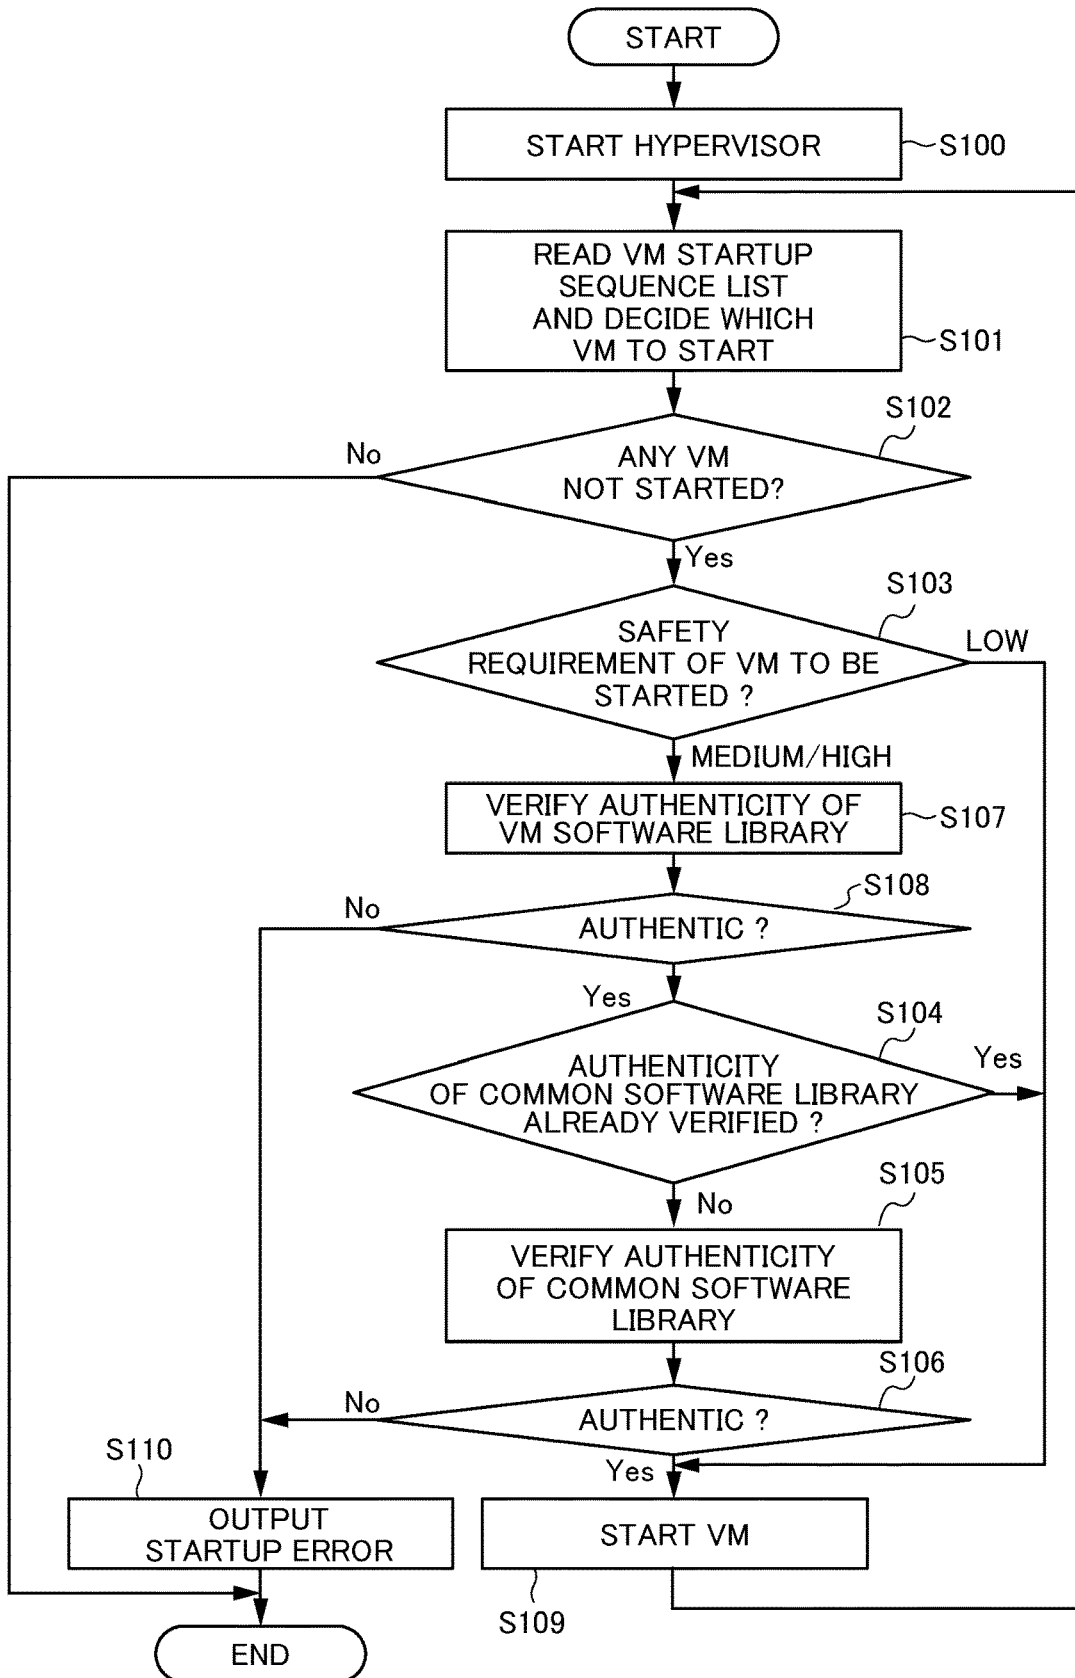 START
START HYPERVISOR
S100
READ VM STARTUP
SEQUENCE LIST
AND DECIDE WHICH
VM TO START
S101
S102
No
ANY VM
NOT STARTED?
Yes
S103
SAFETY
REQUIREMENT OF VM TO BE
STARTED ?
LOW
MEDIUM/HIGH
VERIFY AUTHENTICITY OF
VM SOFTWARE LIBRARY
S107
S108
No
AUTHENTIC ?
Yes
S104
AUTHENTICITY
OF COMMON SOFTWARE LIBRARY
ALREADY VERIFIED ?
Yes
No
S105
VERIFY AUTHENTICITY
OF COMMON SOFTWARE
LIBRARY
S106
No
AUTHENTIC ?
Yes
S110
OUTPUT
STARTUP ERROR
START VM
S109
END